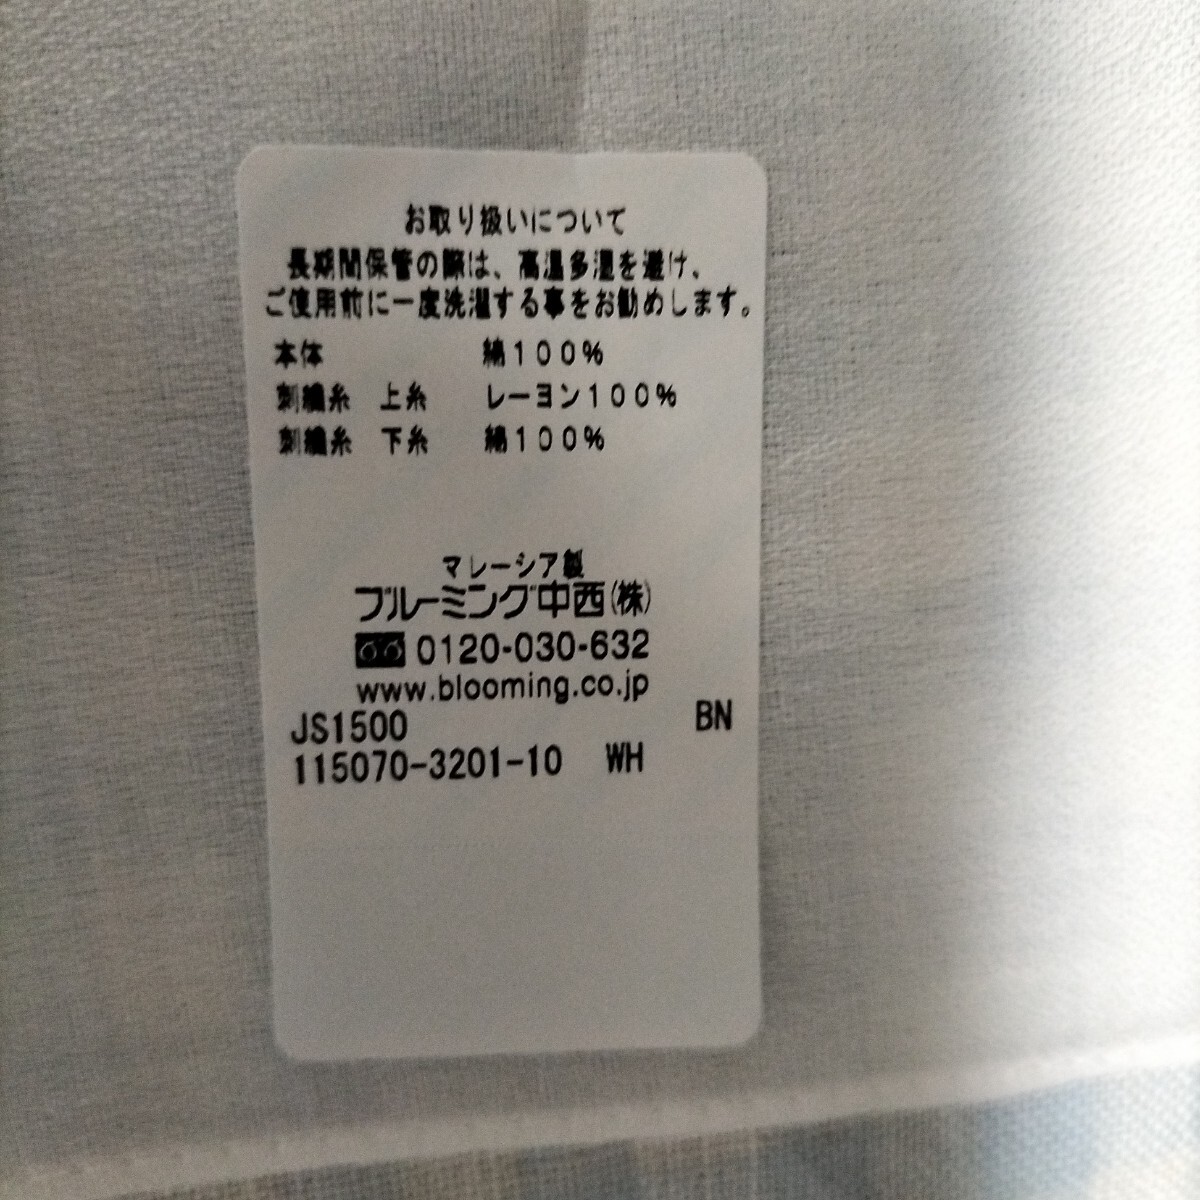 お取り扱いについて
長期間保管の際は、高温多湿を避け、
ご使用前に一度洗濯する事をお勧めします。
本体 綿１００％
刺繍糸 上糸 レーヨン１００％
刺繍糸 下糸 綿１００％
マレーシア製
ブルーミング中西(株)
0120-030-632
www.blooming.co.jp
JS1500 BN
115070-3201-10 WH